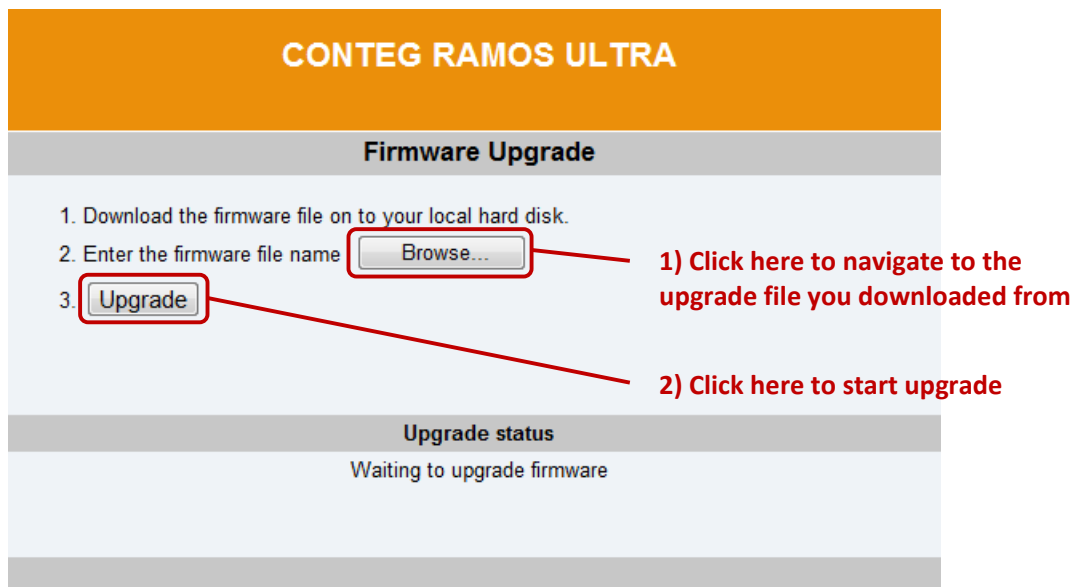 CONTEG RAMOS ULTRA
Firmware Upgrade
1. Download the firmware file on to your local hard disk.
2. Enter the firmware file name Browse...
1) Click here to navigate to the
upgrade file you downloaded from
3. Upgrade
2) Click here to start upgrade
Upgrade status
Waiting to upgrade firmware